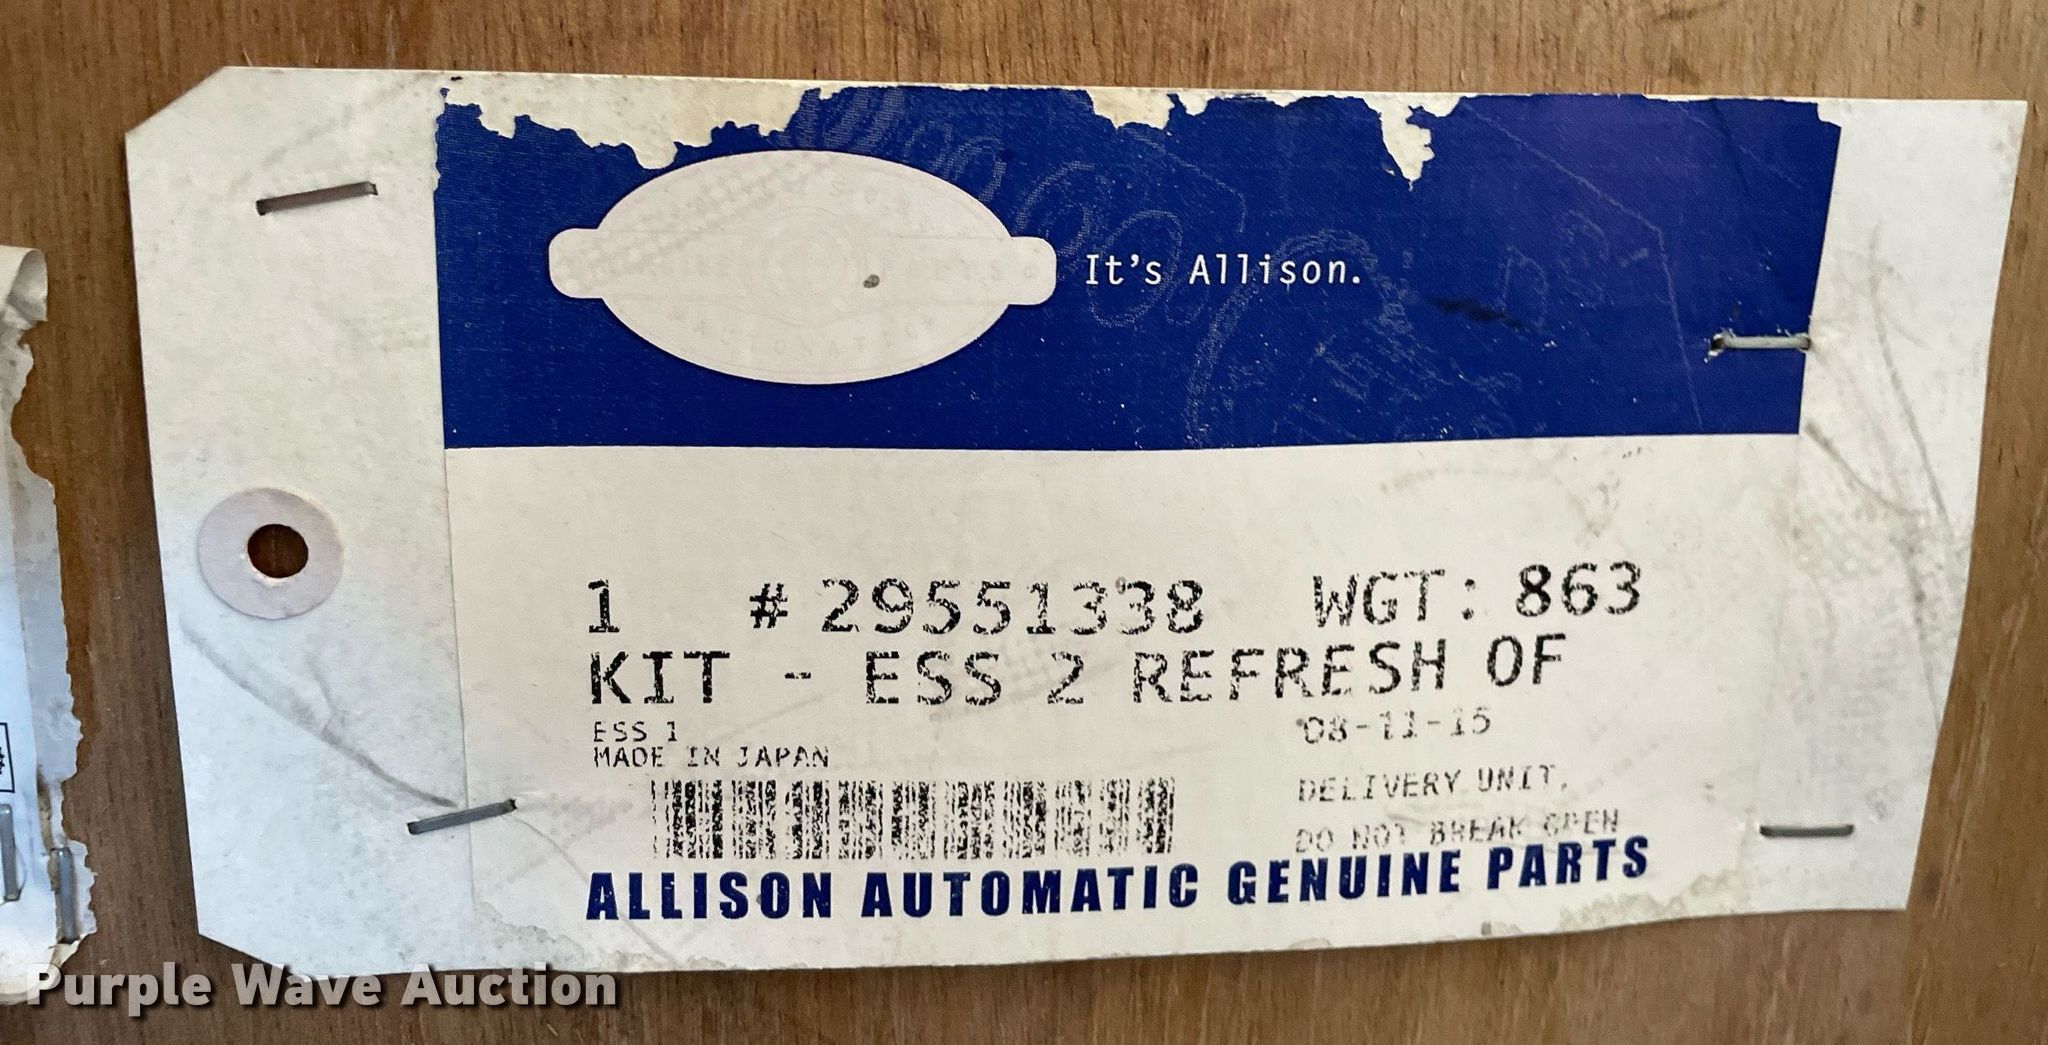 It's Allison.
1 # 29551338 WGT: 863
KIT - ESS 2 REFRESH OF
ESS 1
08-11-15
MADE IN JAPAN
DELIVERY UNIT,
DO NOT BREAK OPEN
ALLISON AUTOMATIC GENUINE PARTS
Purple Wave Auction